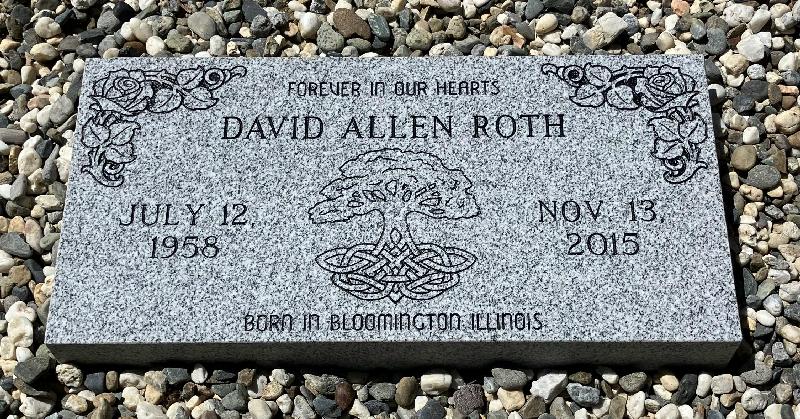 FOREVER IN OUR HEARTS
DAVID ALLEN ROTH
JULY 12,
1958
NOV. 13,
2015
BORN IN BLOOMINGTON ILLINOIS